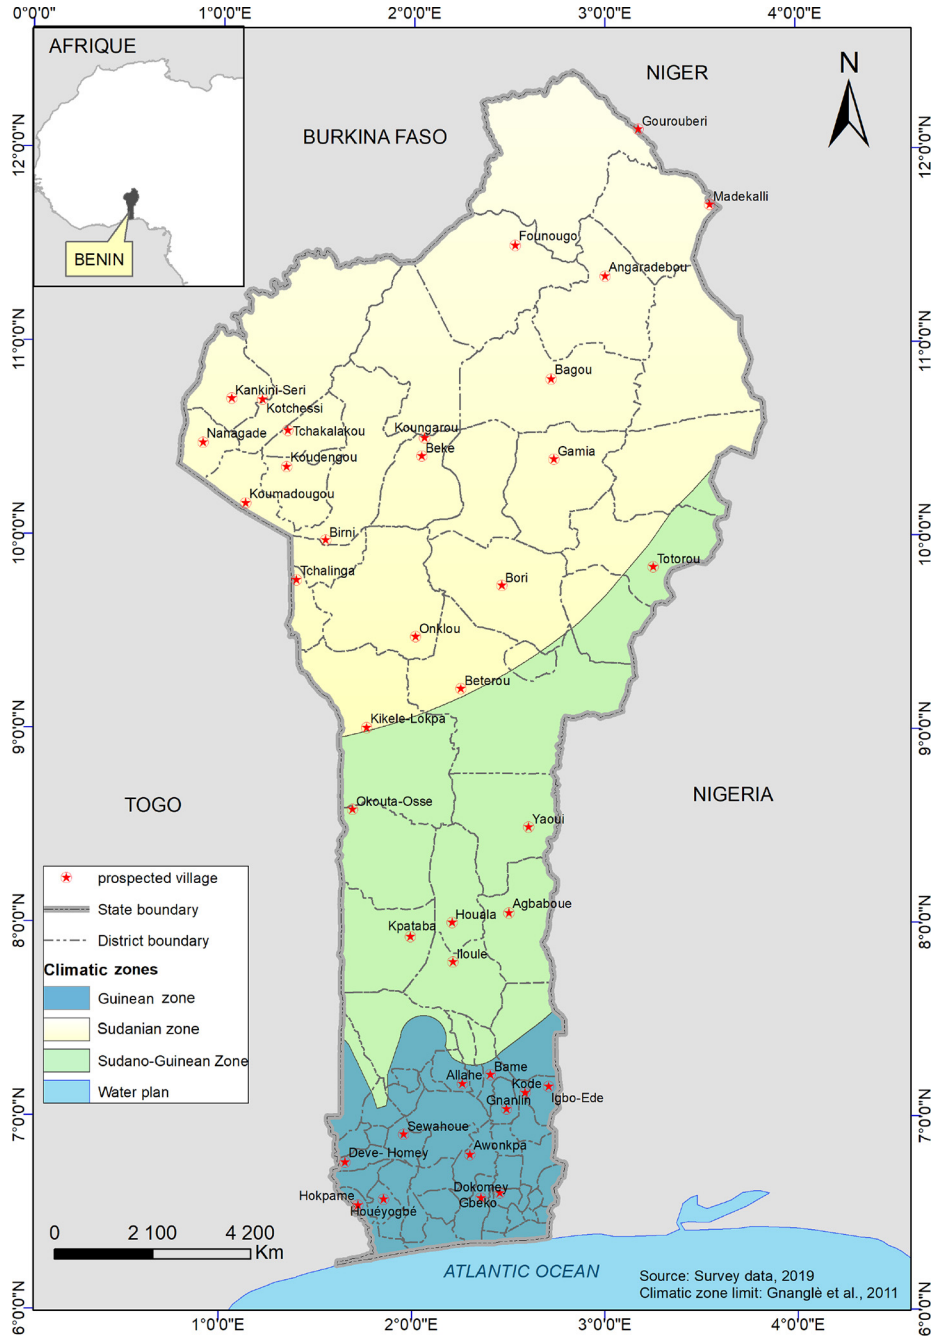 0°0'0" 1°0'0"E 2°0'0"E 3°0'0"E 4°0'0"E
AFRIQUE
BENIN
NIGER
N
BURKINA FASO
12°0'0"N
12°0'0"N
Gourouberi
Madekalli
Founougo
Angaradebou
11°0'0"N
11°0'0"N
Bagou
Kankini-Seri
Kotchessi
Nanagade
Tchakalakou
Koungarou
Beke
Koudengou
Gamia
Koumadougou
10°0'0"N
10°0'0"N
Birni
Totorou
Tchalinga
Bori
Onklou
Beterou
Kikele-Lokpa
9°0'0"N
9°0'0"N
TOGO
NIGERIA
Okouta-Osse
Yaoui
Agbaboue
Houala
Kpataba
Iloule
8°0'0"N
8°0'0"N
prospected village
State boundary
District boundary
Climatic zones
Guinean zone
Sudanian zone
Sudano-Guinean Zone
Water plan
Bame
Allahe
Kode
Igbo-Ede
Gnanlin
7°0'0"N
7°0'0"N
Sewahoue
Awonkpa
Deve- Homey
Dokomey
Gbeko
Hokpame
Houéyogbé
0 2 100 4 200
Km
ATLANTIC OCEAN
Source: Survey data, 2019
Climatic zone limit: Gnanglè et al., 2011
6°0'0"N
6°0'0"N
1°0'0"E 2°0'0"E 3°0'0"E 4°0'0"E